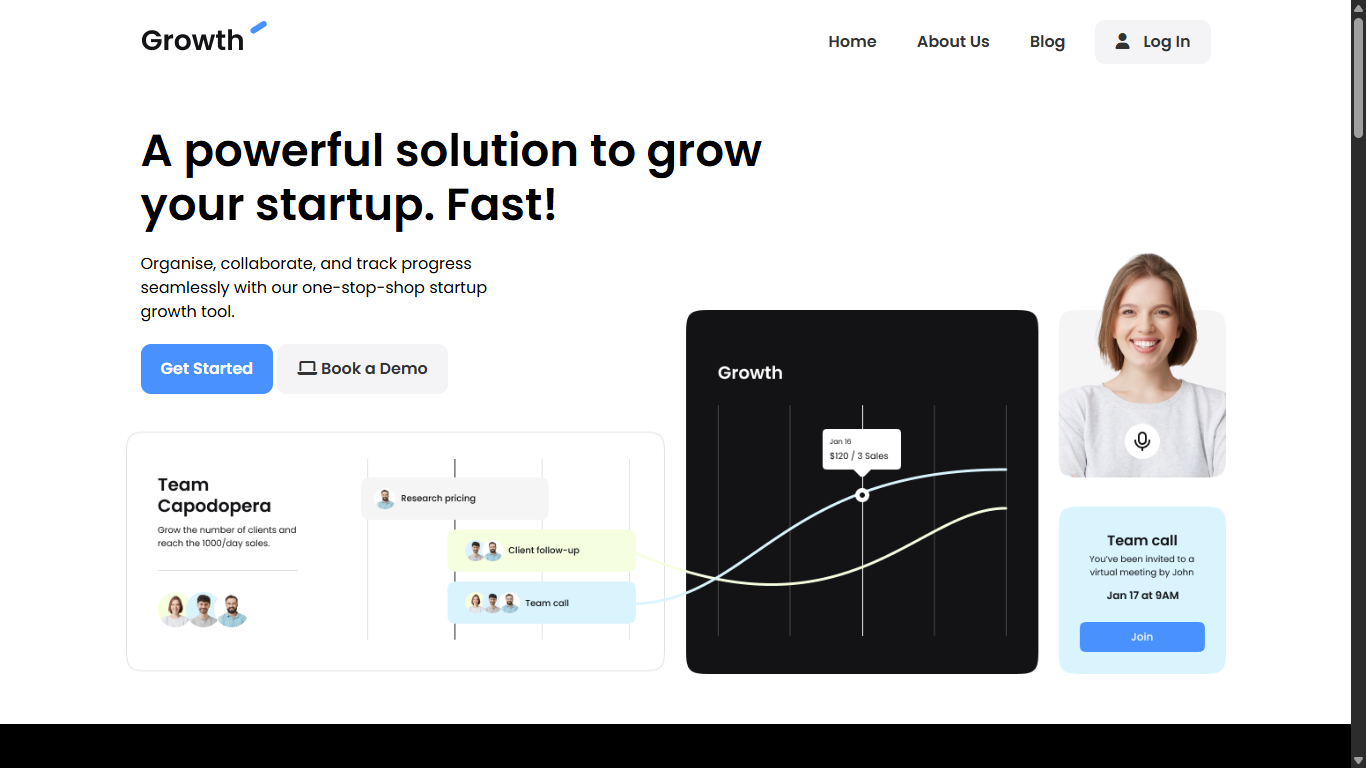 Growth
Home
About Us
Blog
Log In
A powerful solution to grow
your startup. Fast!
Organise, collaborate, and track progress
seamlessly with our one-stop-shop startup
growth tool.
Get Started
Book a Demo
Team
Capodopera
Grow the number of clients and
reach the 1000/day sales.
Research pricing
Client follow-up
Team call
Growth
Jan 16
$120 / 3 Sales
Team call
You've been invited to a
virtual meeting by John
Jan 17 at 9AM
Join